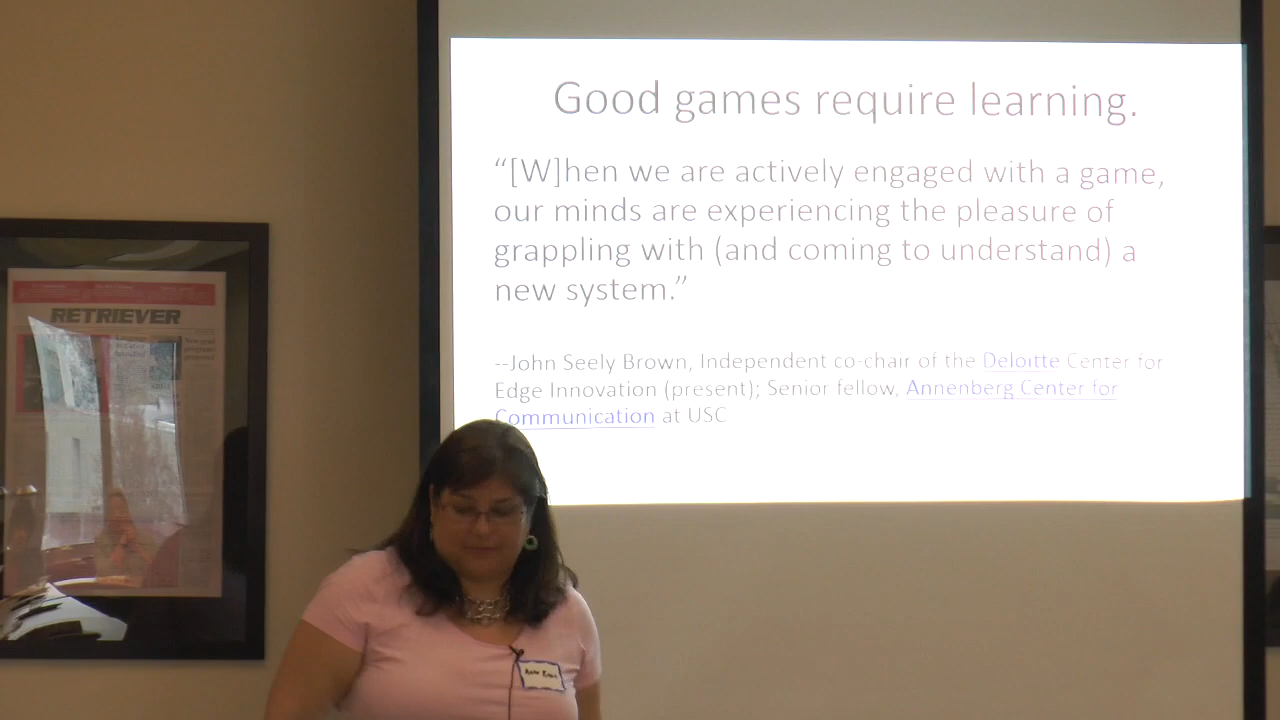 Good games require learning.
“[W]hen we are actively engaged with a game,
our minds are experiencing the pleasure of
grappling with (and coming to understand) a
new system.”
--John Seely Brown, Independent co-chair of the Deloitte Center for
Edge Innovation (present); Senior fellow, Annenberg Center for
Communication at USC
RETRIEVER